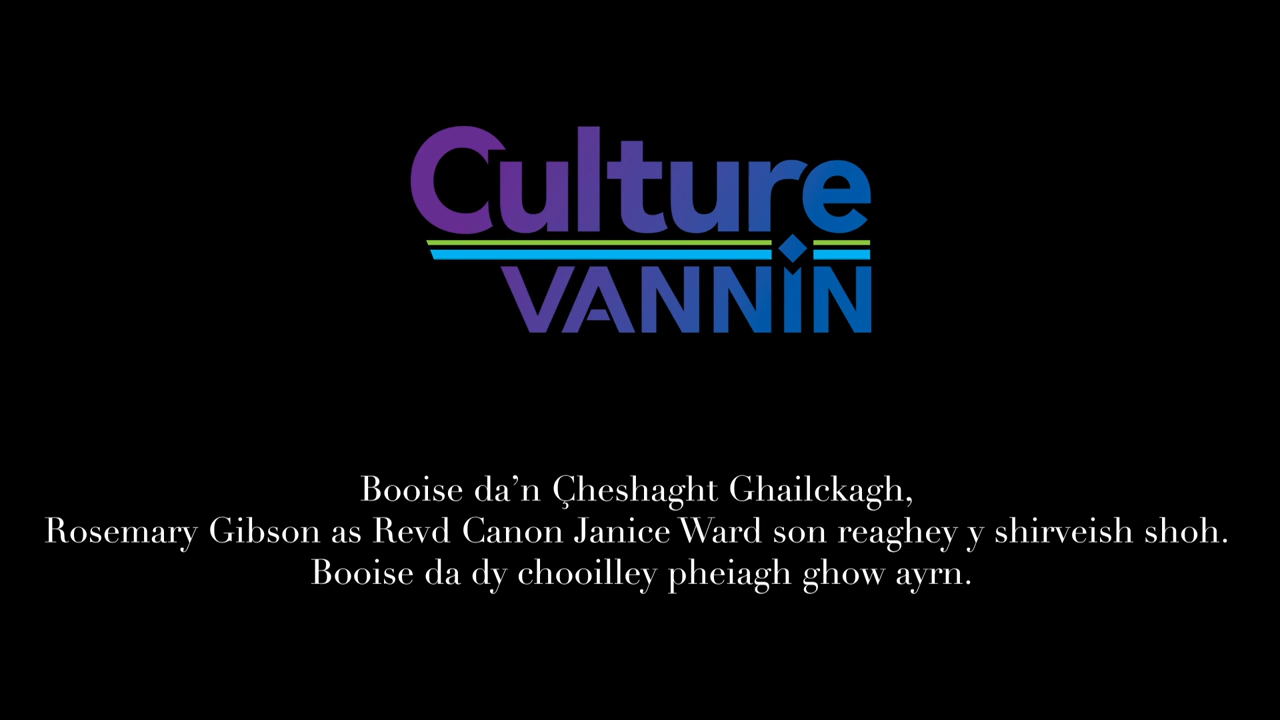 Culture
VANNIN
Booise da’n Çheshaght Ghailckagh,
Rosemary Gibson as Revd Canon Janice Ward son reaghey y shirveish shoh.
Booise da dy chooilley pheiagh ghow ayrn.